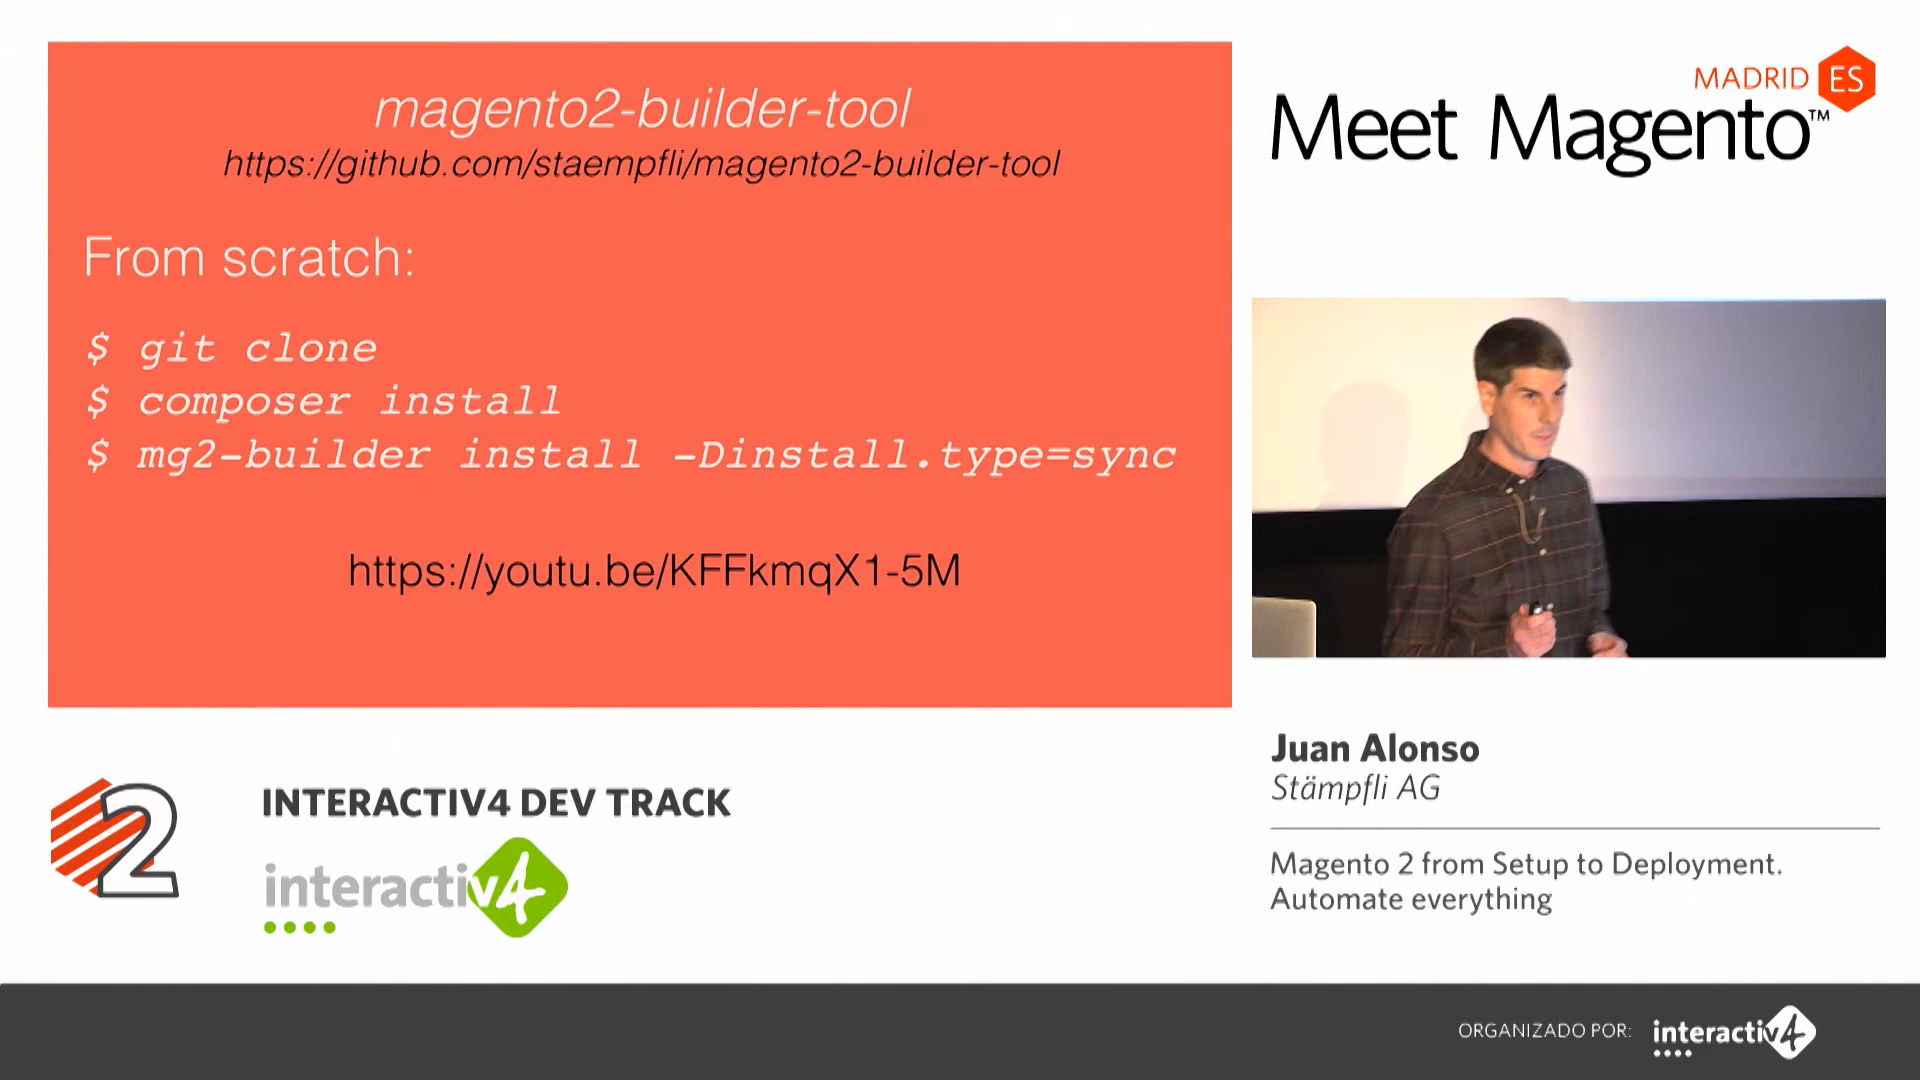 magento2-builder-tool
https://github.com/staempfli/magento2-builder-tool
From scratch:
$ git clone
$ composer install
$ mg2-builder install -Dinstall.type=sync
https://youtu.be/KFFkmqX1-5M
MADRID ES
Meet Magento™
Juan Alonso
Stämpfli AG
Magento 2 from Setup to Deployment.
Automate everything
2
INTERACTIV4 DEV TRACK
interactiv4
ORGANIZADO POR: interactiv4